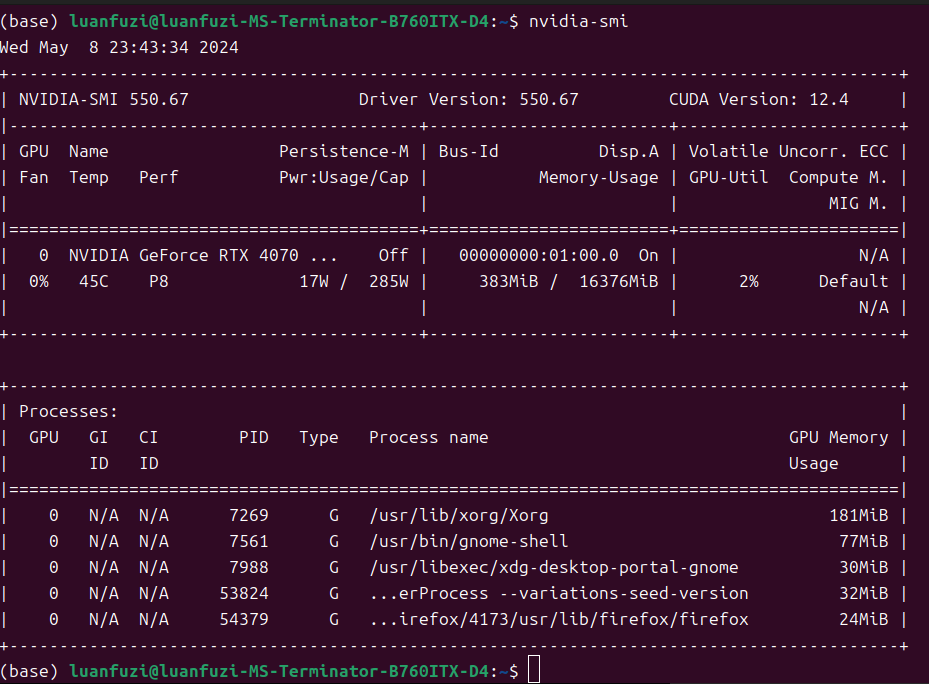 (base) luanfuzi@luanfuzi-MS-Terminator-B760ITX-D4:~$ nvidia-smi
Wed May  8 23:43:34 2024
+-----------------------------------------------------------------------------------------+
| NVIDIA-SMI 550.67                 Driver Version: 550.67         CUDA Version: 12.4     |
|-----------------------------------------+------------------------+----------------------+
| GPU  Name                 Persistence-M | Bus-Id          Disp.A | Volatile Uncorr. ECC |
| Fan  Temp   Perf          Pwr:Usage/Cap |           Memory-Usage | GPU-Util  Compute M. |
|                                         |                        |               MIG M. |
|=========================================+========================+======================|
|   0  NVIDIA GeForce RTX 4070 ...    Off |   00000000:01:00.0  On |                  N/A |
|  0%   45C    P8             17W /  285W |     383MiB /  16376MiB |      2%      Default |
|                                         |                        |                  N/A |
+-----------------------------------------+------------------------+----------------------+

+-----------------------------------------------------------------------------------------+
| Processes:                                                                              |
|  GPU   GI   CI        PID   Type   Process name                              GPU Memory |
|        ID   ID                                                               Usage      |
|=========================================================================================|
|    0   N/A  N/A      7269      G   /usr/lib/xorg/Xorg                            181MiB |
|    0   N/A  N/A      7561      G   /usr/bin/gnome-shell                           77MiB |
|    0   N/A  N/A      7988      G   /usr/libexec/xdg-desktop-portal-gnome          30MiB |
|    0   N/A  N/A     53824      G   ...erProcess --variations-seed-version         32MiB |
|    0   N/A  N/A     54379      G   ...irefox/4173/usr/lib/firefox/firefox         24MiB |
+-----------------------------------------------------------------------------------------+
(base) luanfuzi@luanfuzi-MS-Terminator-B760ITX-D4:~$